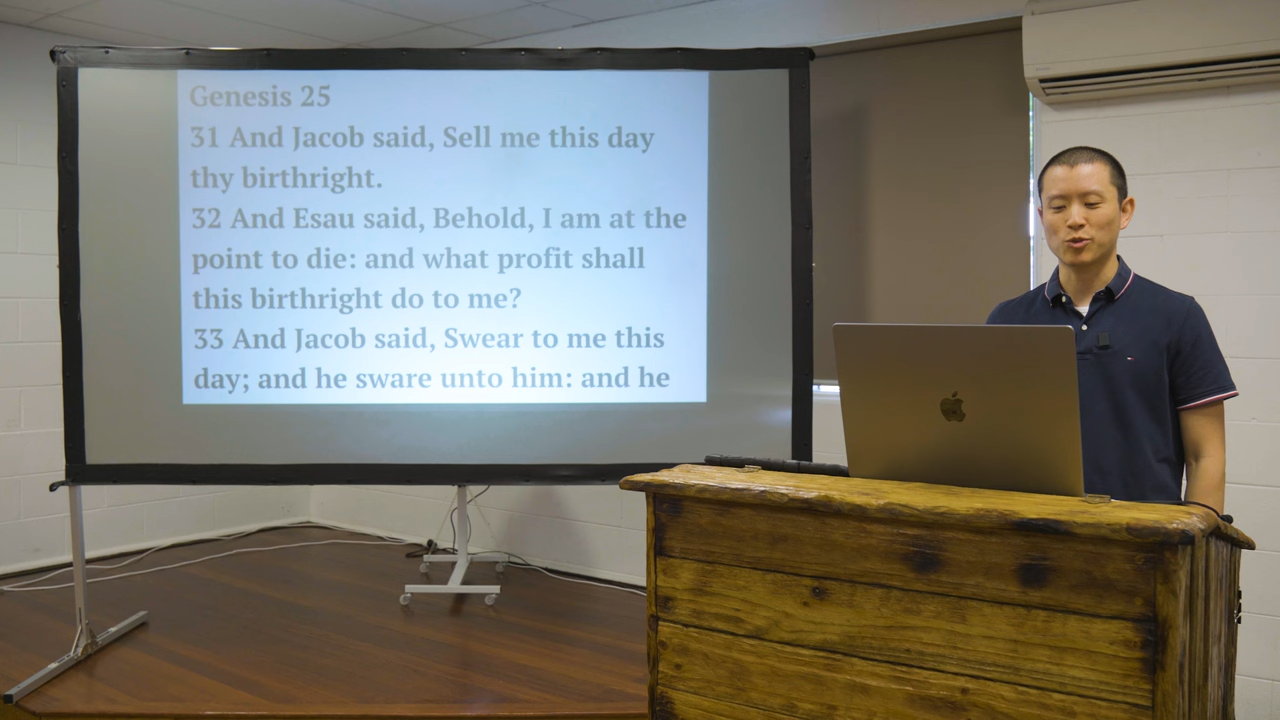 Genesis 25
31 And Jacob said, Sell me this day
thy birthright.
32 And Esau said, Behold, I am at the
point to die: and what profit shall
this birthright do to me?
33 And Jacob said, Swear to me this
day; and he sware unto him: and he